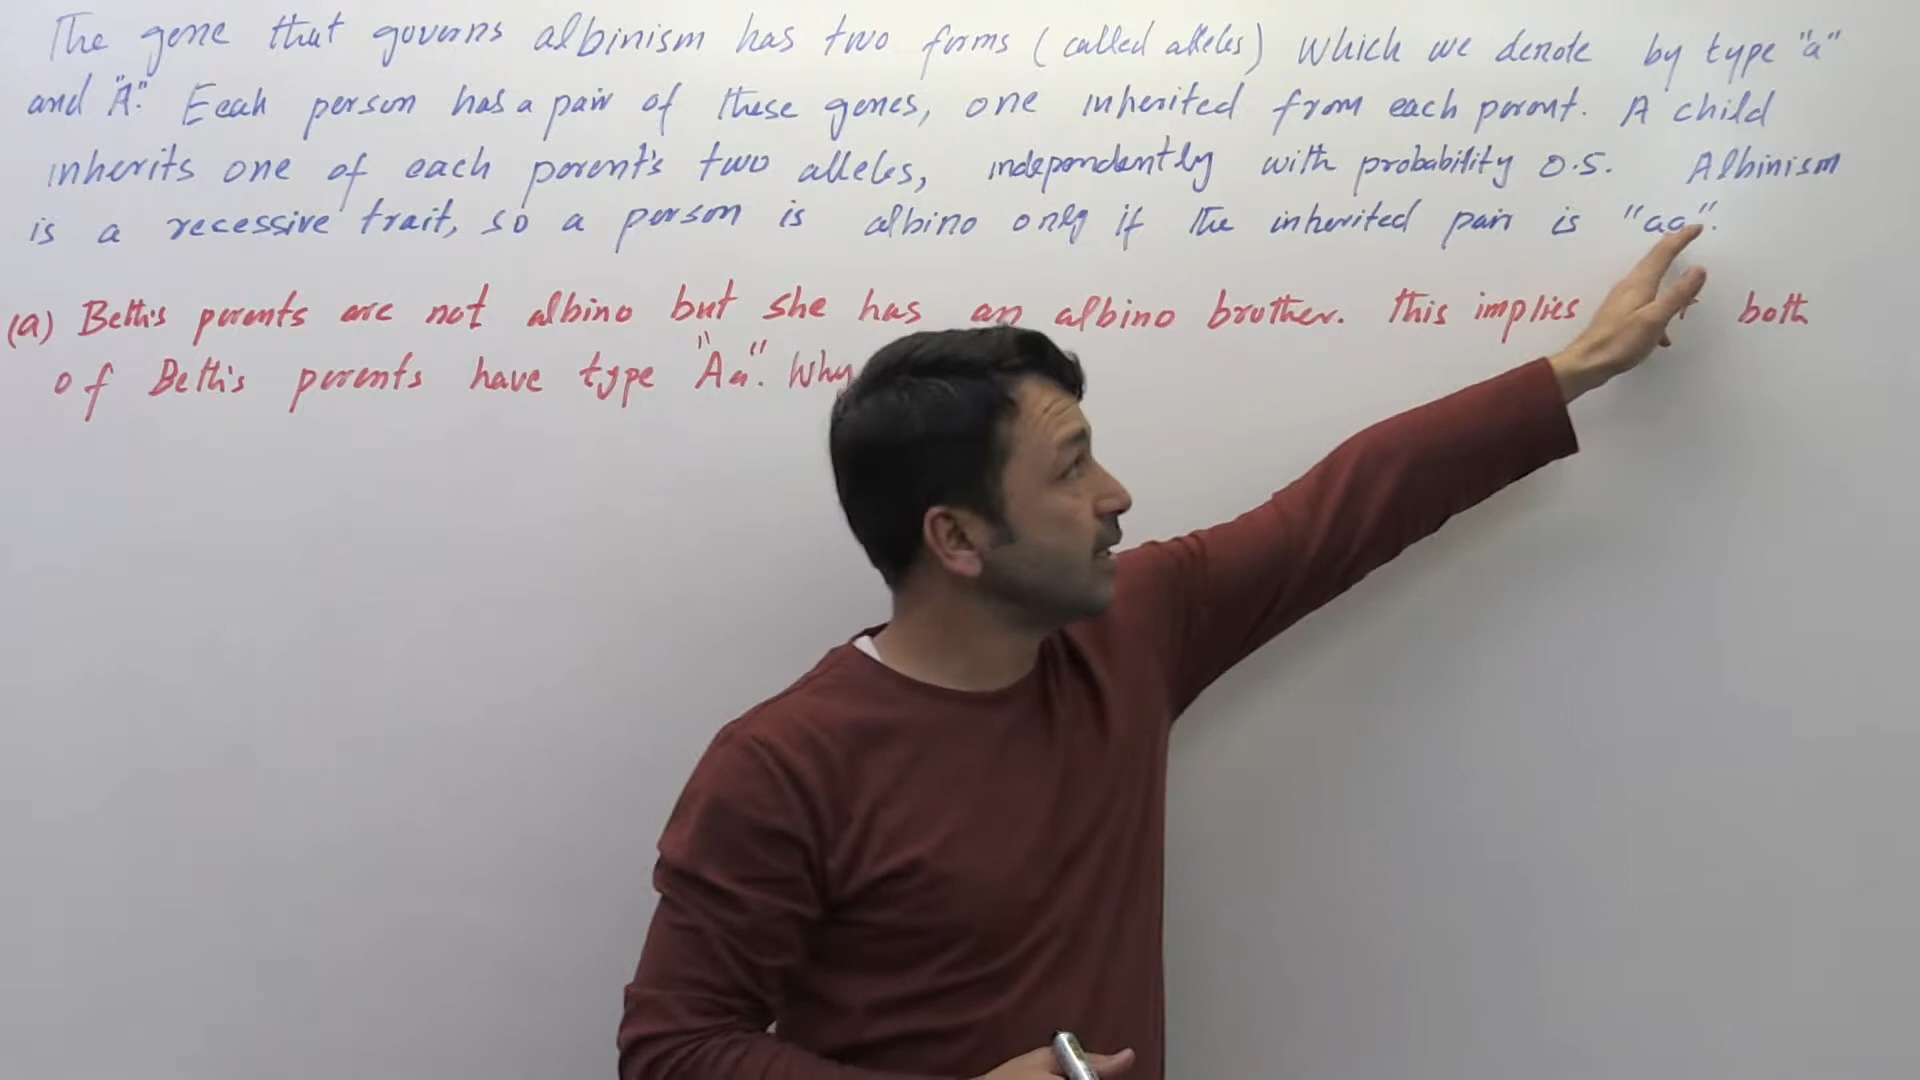 The gene that governs albinism has two forms (called alleles) which we denote by type "a"
and "A". Eeah person has a pair of these genes, one inherited from each parent. A child
inherits one of each parent's two alleles, independently with probability 0.5. Albinism
is a recessive trait, so a person is albino only if the inherited pair is "aa".
(a) Beth's parents are not albino but she has an albino brother. This implies both
of Beth's parents have type "Aa". Why